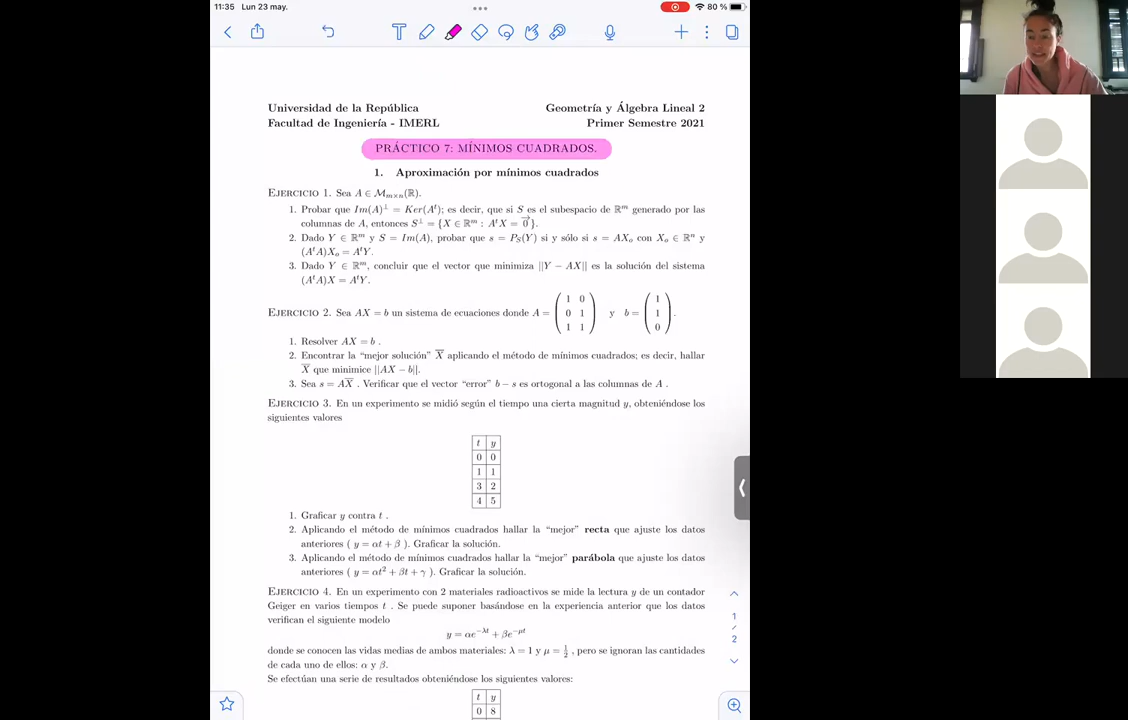 11:35 Lun 23 may.
80 %
Universidad de la República
Geometría y Álgebra Lineal 2
Facultad de Ingeniería - IMERL
Primer Semestre 2021
PRÁCTICO 7: MÍNIMOS CUADRADOS.
1. Aproximación por mínimos cuadrados
Ejercicio 1. Sea A ∈ M_{m×n}(ℝ).
1. Probar que Im(A)^⊥ = Ker(A^t); es decir, que si S es el subespacio de ℝ^m generado por las
columnas de A, entonces S^⊥ = {X ∈ ℝ^m : A^tX = \vec{0}}.
2. Dado Y ∈ ℝ^m y S = Im(A), probar que s = P_S(Y) si y sólo si s = AX_o con X_o ∈ ℝ^n y
(A^tA)X_o = A^tY.
3. Dado Y ∈ ℝ^m, concluir que el vector que minimiza ||Y − AX|| es la solución del sistema
(A^tA)X = A^tY.
Ejercicio 2. Sea AX = b un sistema de ecuaciones donde A = ( 1 0 / 0 1 / 1 1 ) y b = ( 1 / 1 / 0 ).
1. Resolver AX = b .
2. Encontrar la “mejor solución” \overline{X} aplicando el método de mínimos cuadrados; es decir, hallar
\overline{X} que minimice ||AX − b||.
3. Sea s = A\overline{X} . Verificar que el vector “error” b − s es ortogonal a las columnas de A .
Ejercicio 3. En un experimento se midió según el tiempo una cierta magnitud y, obteniéndose los
siguientes valores
t y
0 0
1 1
3 2
4 5
1. Graficar y contra t .
2. Aplicando el método de mínimos cuadrados hallar la “mejor” recta que ajuste los datos
anteriores ( y = αt + β ). Graficar la solución.
3. Aplicando el método de mínimos cuadrados hallar la “mejor” parábola que ajuste los datos
anteriores ( y = αt² + βt + γ ). Graficar la solución.
Ejercicio 4. En un experimento con 2 materiales radioactivos se mide la lectura y de un contador
Geiger en varios tiempos t . Se puede suponer basándose en la experiencia anterior que los datos
verifican el siguiente modelo
y = αe^{−λt} + βe^{−μt}
donde se conocen las vidas medias de ambos materiales: λ = 1 y μ = 1/2 , pero se ignoran las cantidades
de cada uno de ellos: α y β.
Se efectúan una serie de resultados obteniéndose los siguientes valores:
t y
0 8
1
/
2